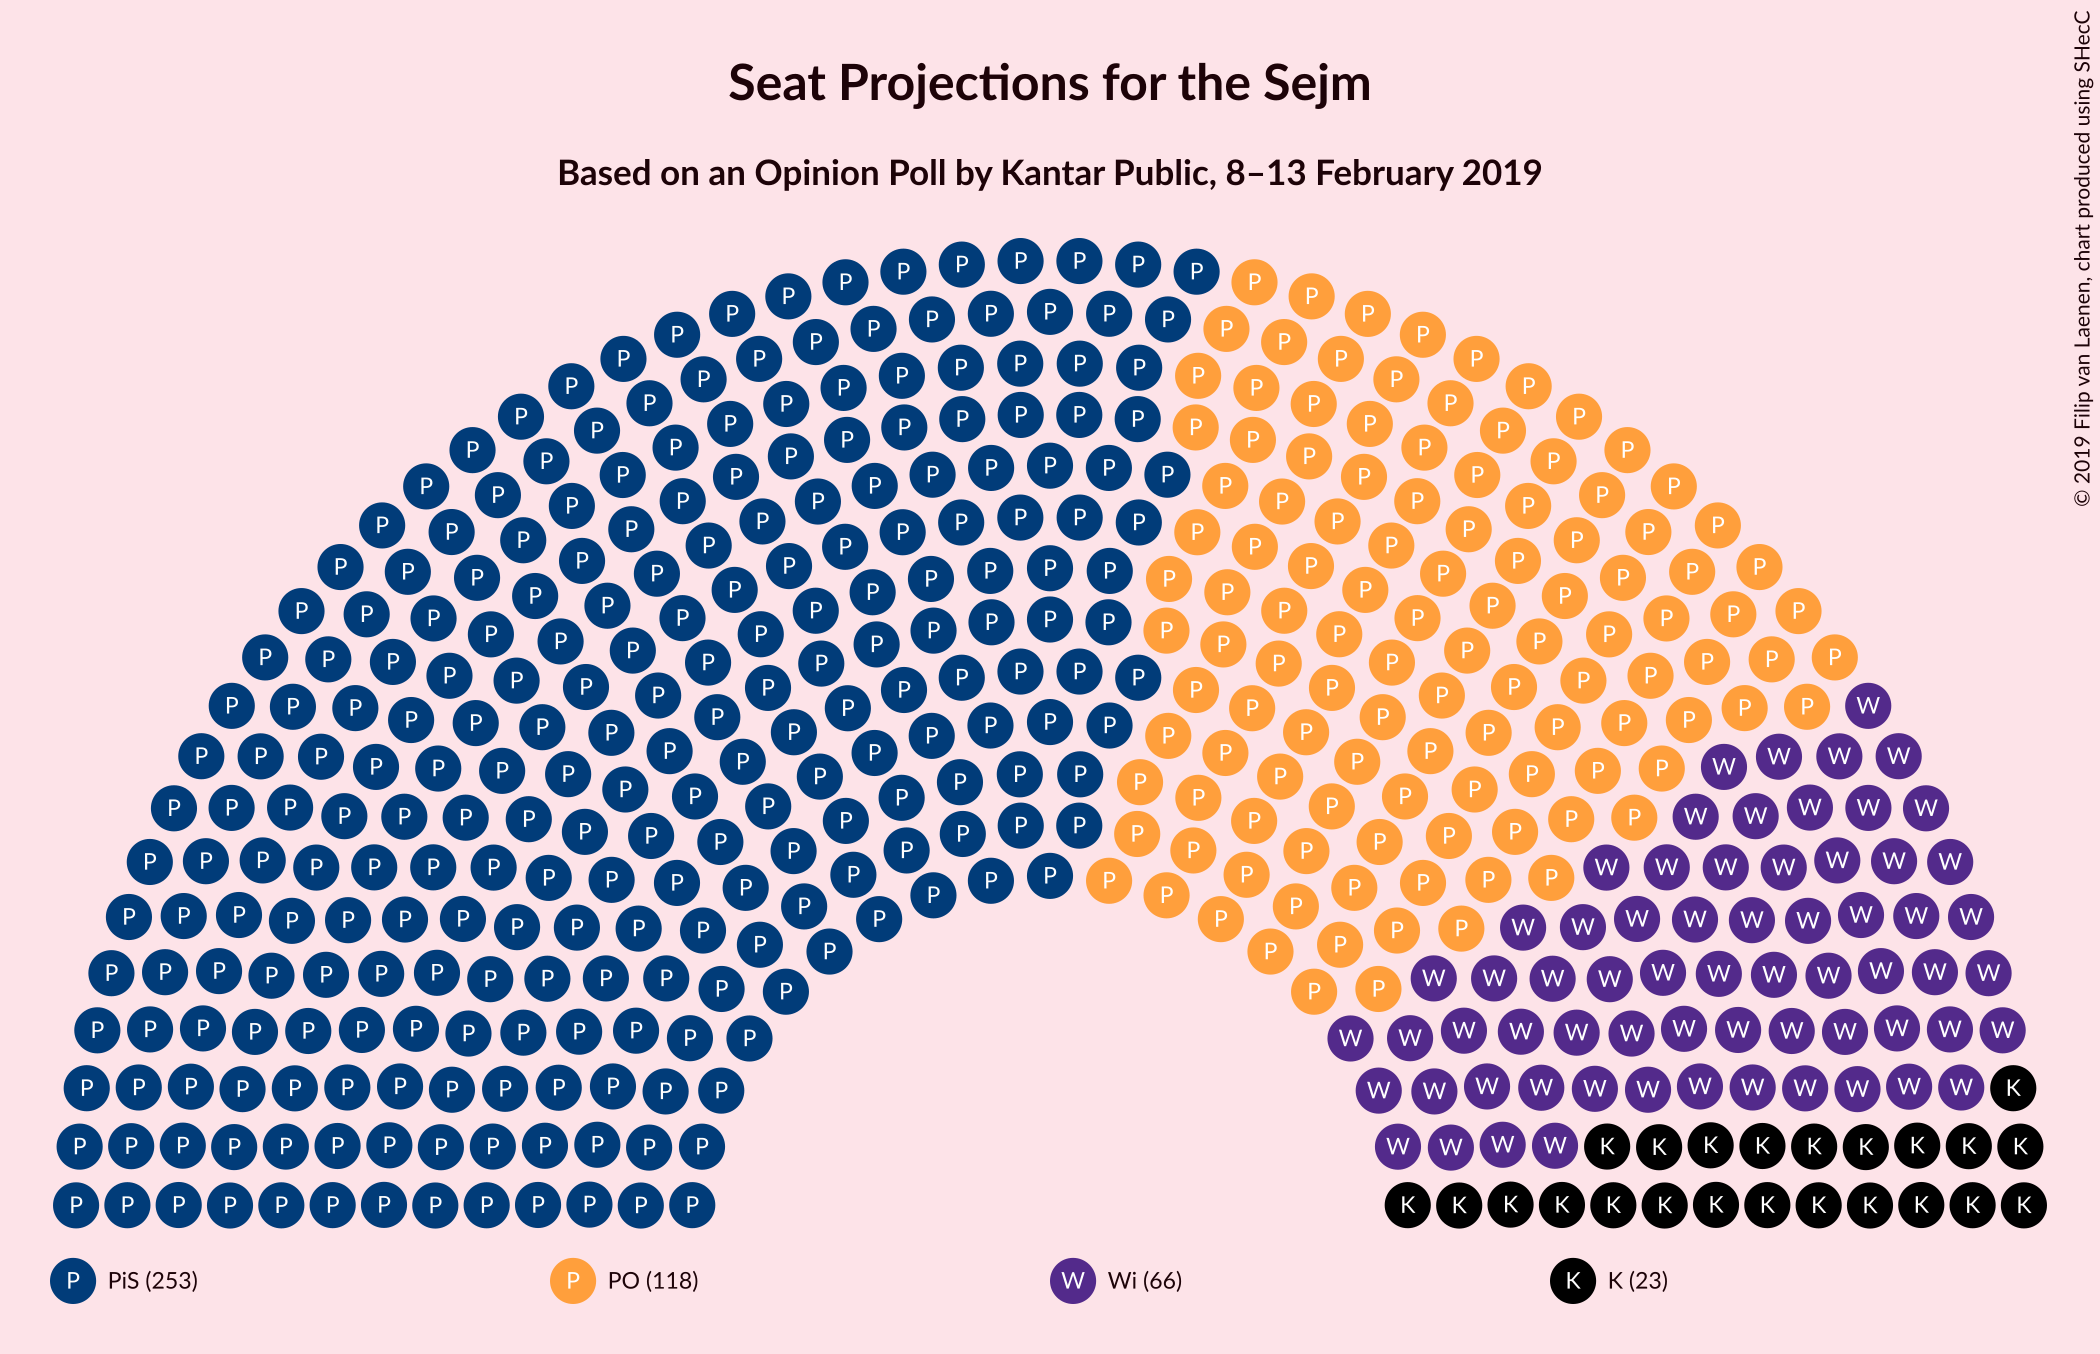 Seat Projections for the Sejm
Based on an Opinion Poll by Kantar Public, 8–13 February 2019
© 2019 Filip van Laenen, chart produced using SHecC
P PiS (253)
P PO (118)
W Wi (66)
K K (23)